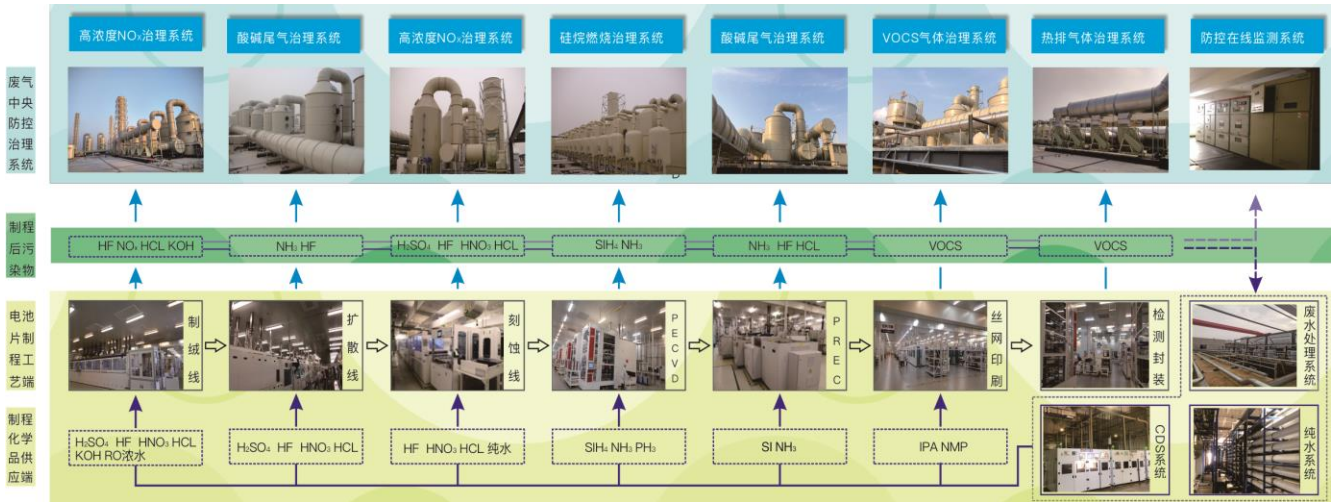 高浓度NOx治理系统
酸碱尾气治理系统
高浓度NOx治理系统
硅烷燃烧治理系统
酸碱尾气治理系统
VOCS气体治理系统
热排气体治理系统
防控在线监测系统
废气
中央
防控
治理
系统
制程
后污
染物
HF NOx HCL KOH
NH₃ HF
H₂SO₄ HF HNO₃ HCL
SIH₄ NH₃
NH₃ HF HCL
VOCS
VOCS
电池
片制
程工
艺端
制绒线
扩散线
刻蚀线
PECVD
PREC
丝网印刷
检测封装
废水处理系统
制程
化学
品供
应端
H₂SO₄ HF HNO₃ HCL
KOH RO浓水
H₂SO₄ HF HNO₃ HCL
HF HNO₃ HCL 纯水
SIH₄ NH₃ PH₃
SI NH₃
IPA NMP
CDS系统
纯水系统